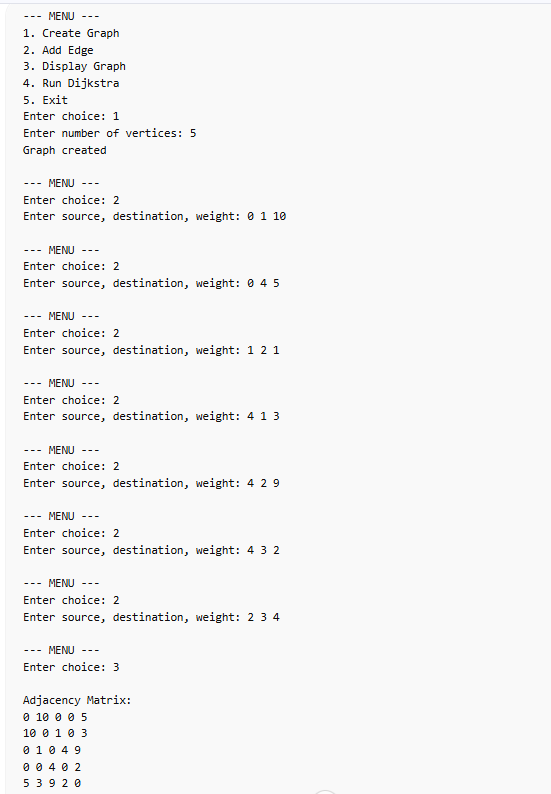 --- MENU ---
1. Create Graph
2. Add Edge
3. Display Graph
4. Run Dijkstra
5. Exit
Enter choice: 1
Enter number of vertices: 5
Graph created
--- MENU ---
Enter choice: 2
Enter source, destination, weight: 0 1 10
--- MENU ---
Enter choice: 2
Enter source, destination, weight: 0 4 5
--- MENU ---
Enter choice: 2
Enter source, destination, weight: 1 2 1
--- MENU ---
Enter choice: 2
Enter source, destination, weight: 4 1 3
--- MENU ---
Enter choice: 2
Enter source, destination, weight: 4 2 9
--- MENU ---
Enter choice: 2
Enter source, destination, weight: 4 3 2
--- MENU ---
Enter choice: 2
Enter source, destination, weight: 2 3 4
--- MENU ---
Enter choice: 3
Adjacency Matrix:
0 10 0 0 5
10 0 1 0 3
0 1 0 4 9
0 0 4 0 2
5 3 9 2 0